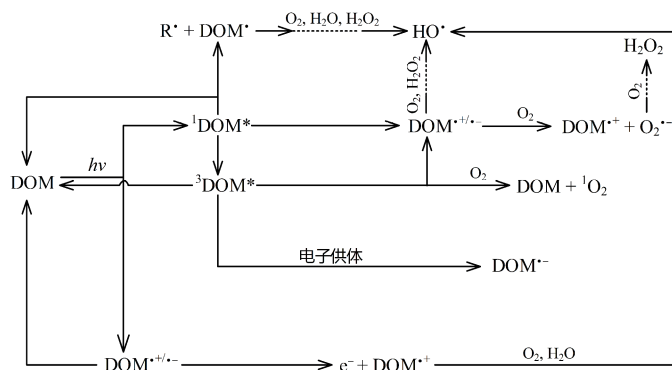 R• + DOM•
O₂, H₂O, H₂O₂
HO•
H₂O₂
O₂, H₂O₂
O₂
¹DOM*
DOM•⁺/•⁻
O₂
DOM•⁺ + O₂•⁻
hν
DOM
³DOM*
O₂
DOM + ¹O₂
电子供体
DOM•⁻
DOM•⁺/•⁻
e⁻ + DOM•⁺
O₂, H₂O